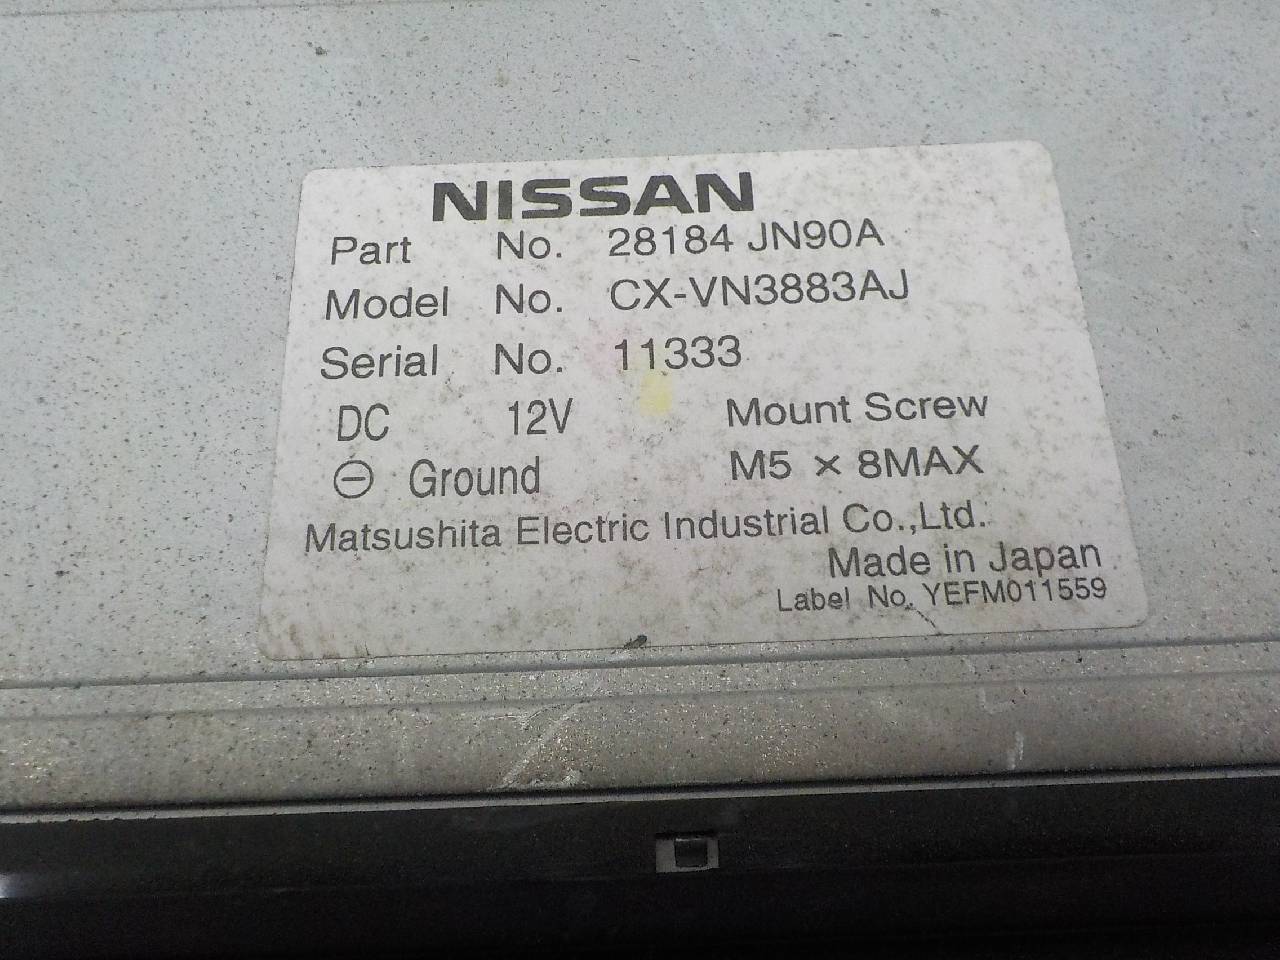 NISSAN
Part No. 28184 JN90A
Model No. CX-VN3883AJ
Serial No. 11333
DC 12V Mount Screw
⊖ Ground M5 × 8MAX
Matsushita Electric Industrial Co.,Ltd.
Made in Japan
Label No. YEFM011559